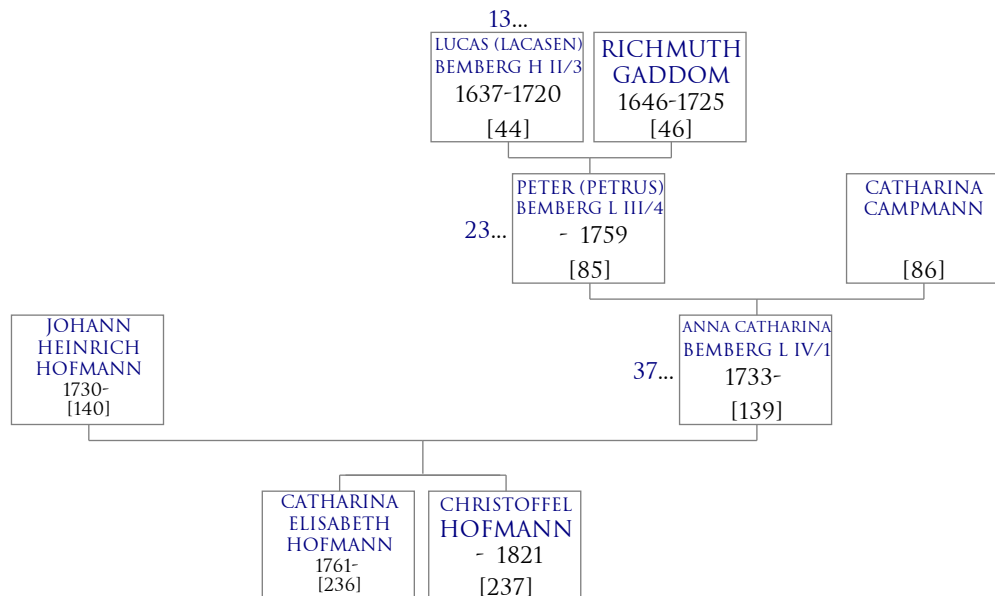 13...
LUCAS (LACASEN)
BEMBERG H II/3
1637-1720
[44]
RICHMUTH
GADDOM
1646-1725
[46]
23...
PETER (PETRUS)
BEMBERG L III/4
- 1759
[85]
CATHARINA
CAMPMANN
[86]
JOHANN
HEINRICH
HOFMANN
1730-
[140]
37...
ANNA CATHARINA
BEMBERG L IV/1
1733-
[139]
CATHARINA
ELISABETH
HOFMANN
1761-
[236]
CHRISTOFFEL
HOFMANN
- 1821
[237]